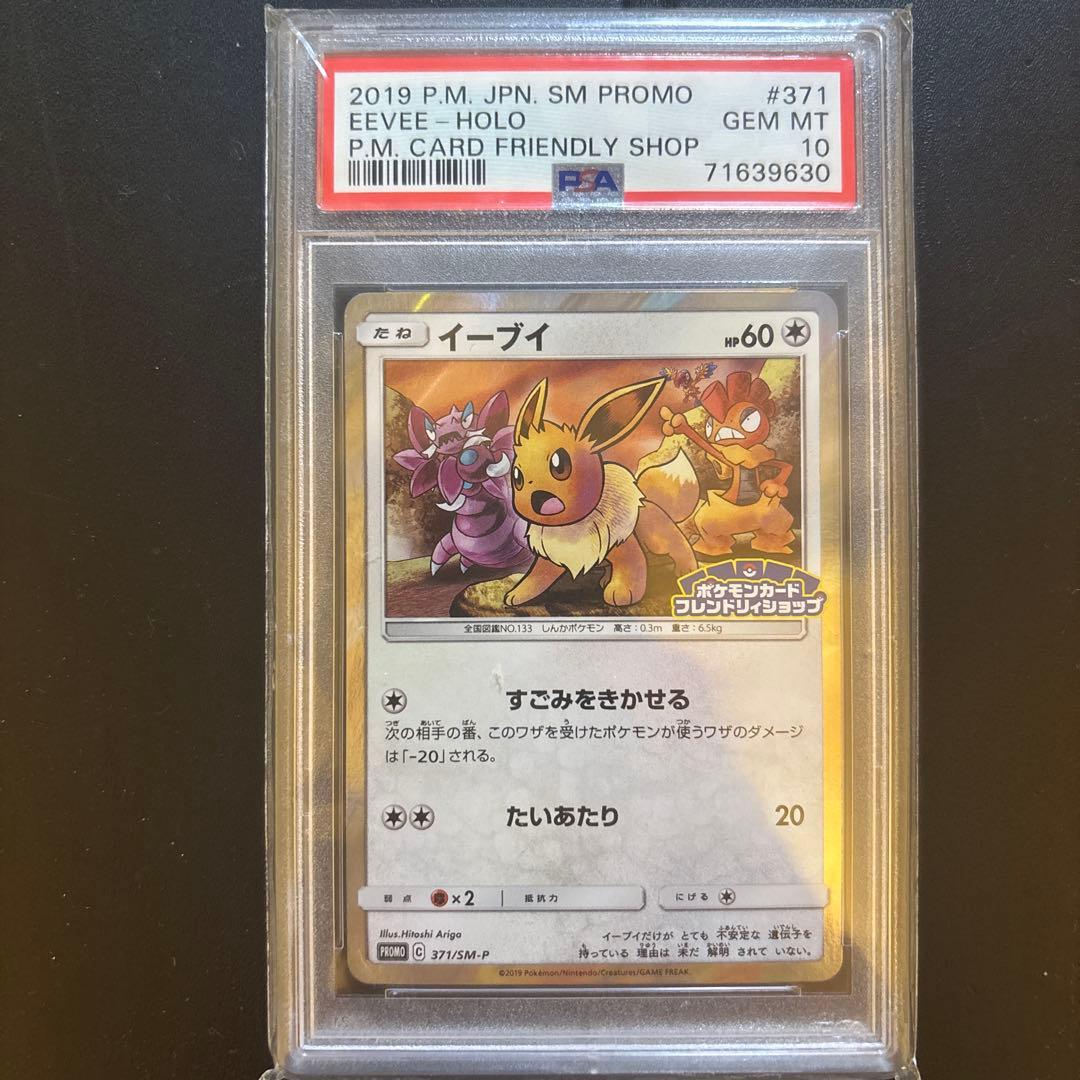 2019 P.M. JPN. SM PROMO #371
EEVEE-HOLO GEM MT
P.M. CARD FRIENDLY SHOP 10
PSA 71639630
たね イーブイ HP60
ポケモンカード
フレンドリィショップ
全国図鑑NO.133 しんかポケモン 高さ:0.3m 重さ:6.5kg
すごみをきかせる
次の相手の番、このワザを受けたポケモンが使うワザのダメージ
は「-20」される。
たいあたり 20
弱点 ×2 抵抗力 にげる
Illus.Hitoshi Ariga
イーブイだけが とても 不安定な 遺伝子を
持っている 理由は 未だ 解明 されて いない。
PROMO C 371/SM-P
©2019 Pokémon/Nintendo/Creatures/GAME FREAK.